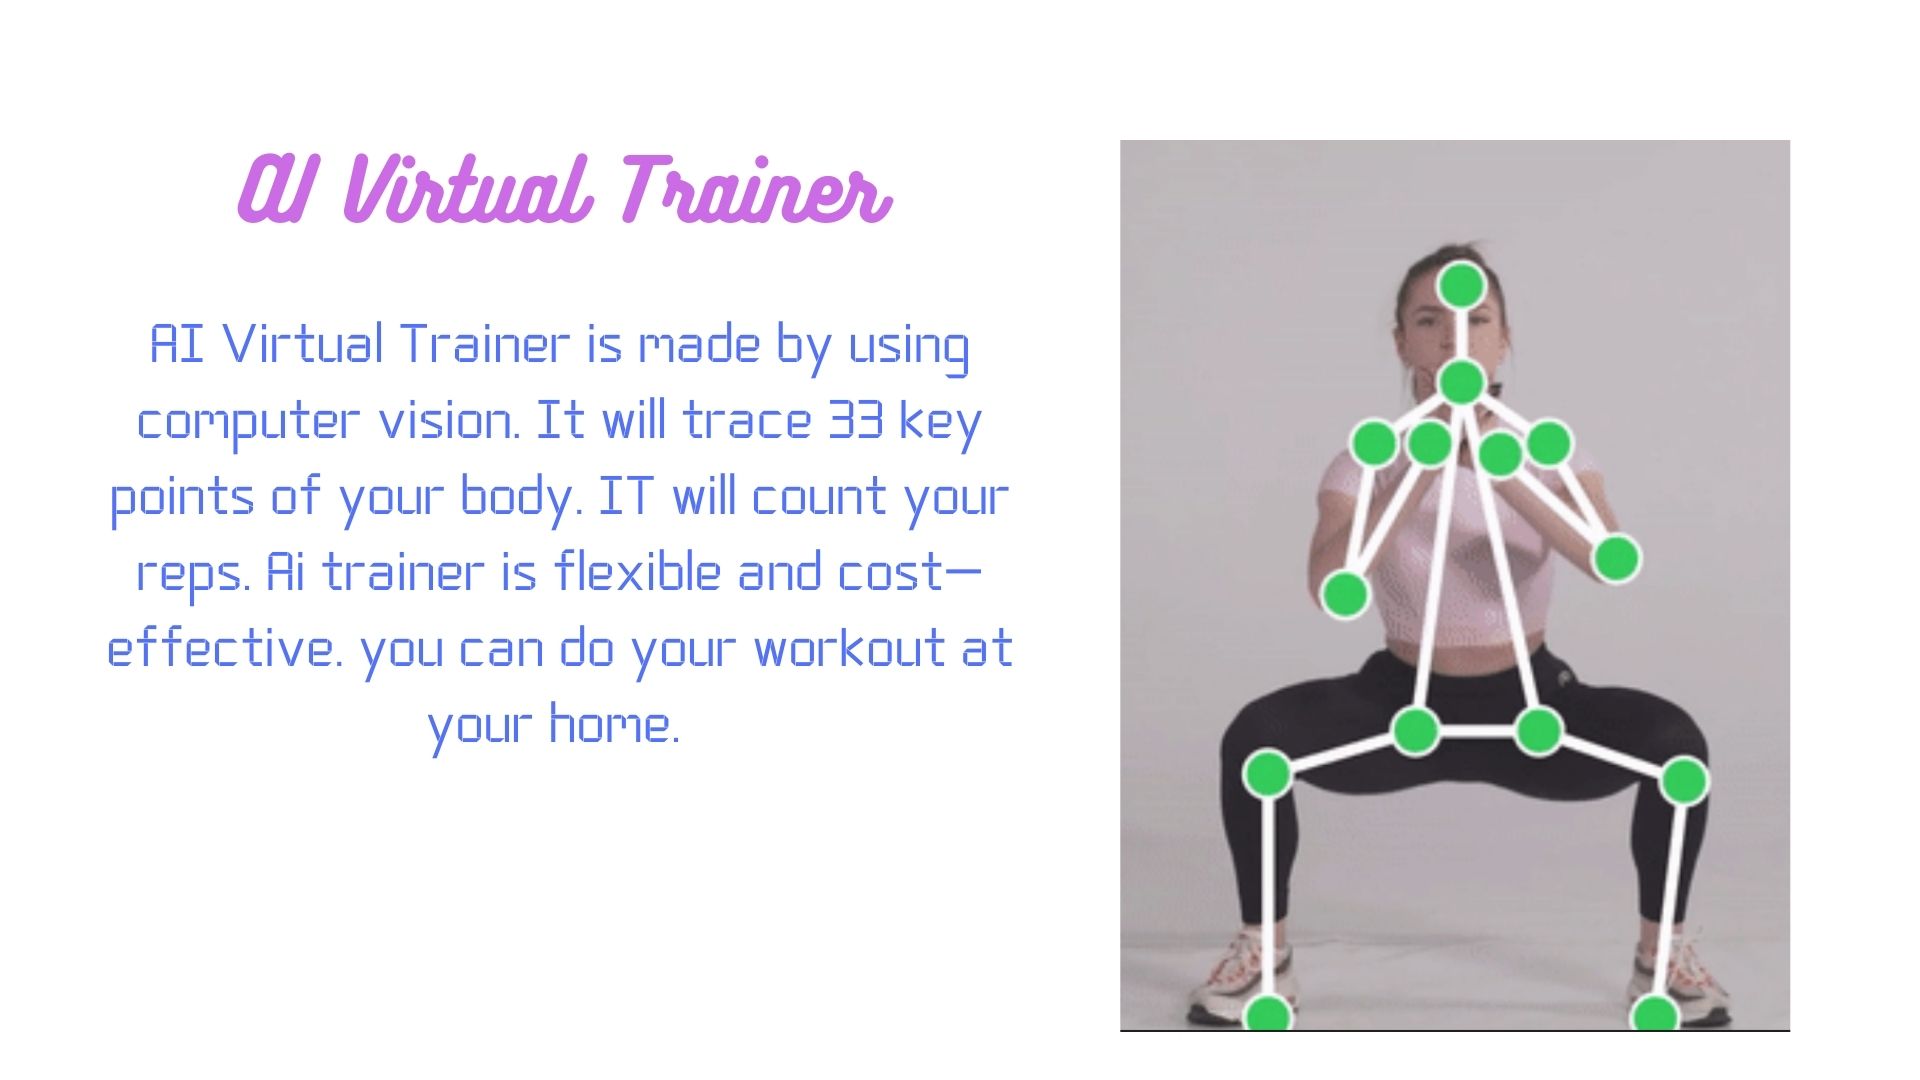 AI Virtual Trainer
AI Virtual Trainer is made by using
computer vision. It will trace 33 key
points of your body. IT will count your
reps. Ai trainer is flexible and cost-
effective. you can do your workout at
your home.